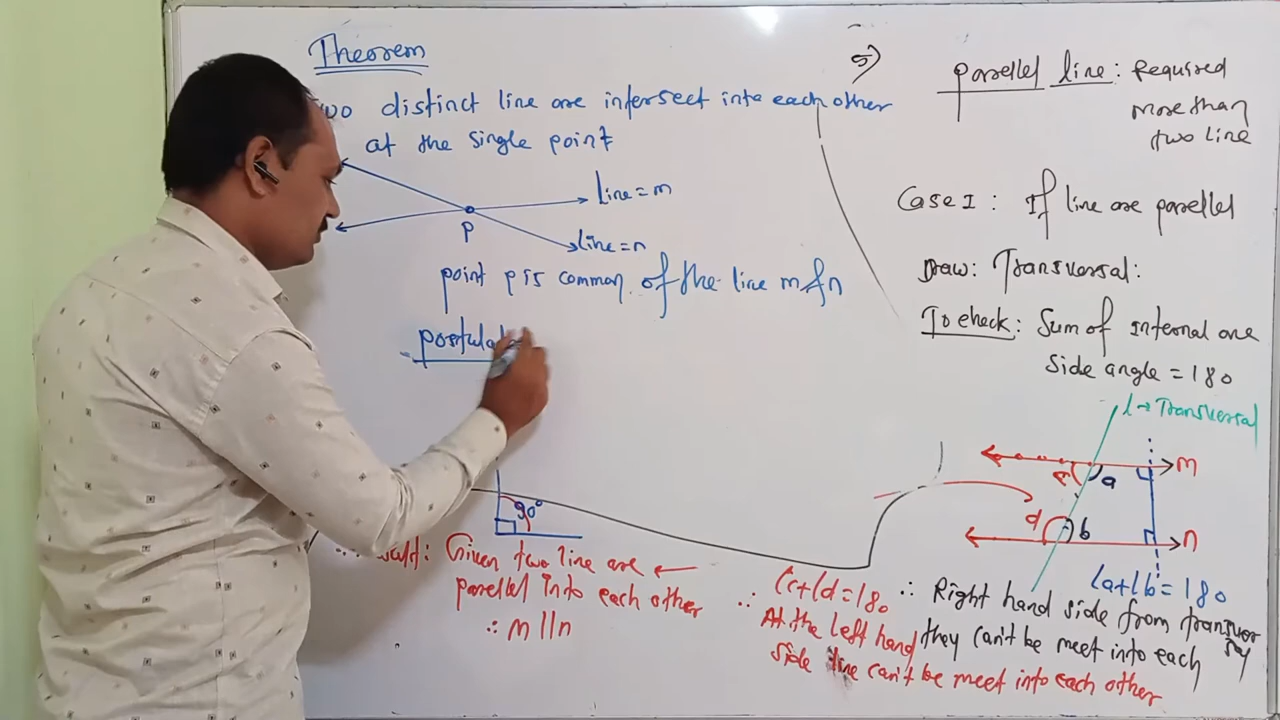 Theorem
distinct line are intersect into each other
at the single point
line=m
line=n
P
point P is common of the line m & n
postulat
90°
Given two line are
parellel Into each other
∴ m || n
5)
parellel line: Required
more than
two line
Case I: If line are parellel
Draw: Transversal:
To check: Sum of internal one
side angle = 180
l → Transversal
m
a
d
b
n
∠a+∠b=180
∠c+∠d=180
∴ At the left hand
side line can't be meet into each other
∴ Right hand side from
they can't be meet into each